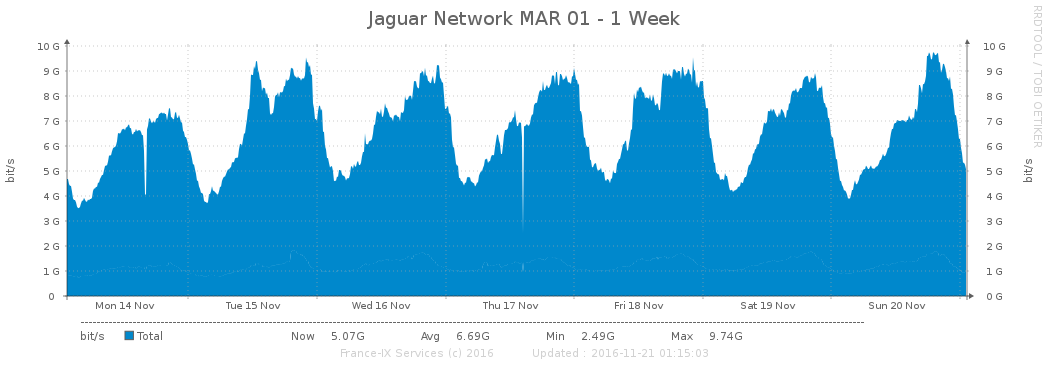 Jaguar Network MAR 01 - 1 Week
RRDTOOL / TOBI OETIKER
bit/s
10 G
9 G
8 G
7 G
6 G
5 G
4 G
3 G
2 G
1 G
0
10 G
9 G
8 G
7 G
6 G
5 G
4 G
3 G
2 G
1 G
0 G
bit/s
Mon 14 Nov Tue 15 Nov Wed 16 Nov Thu 17 Nov Fri 18 Nov Sat 19 Nov Sun 20 Nov
bit/s Total Now 5.07G Avg 6.69G Min 2.49G Max 9.74G
France-IX Services (c) 2016 Updated : 2016-11-21 01:15:03